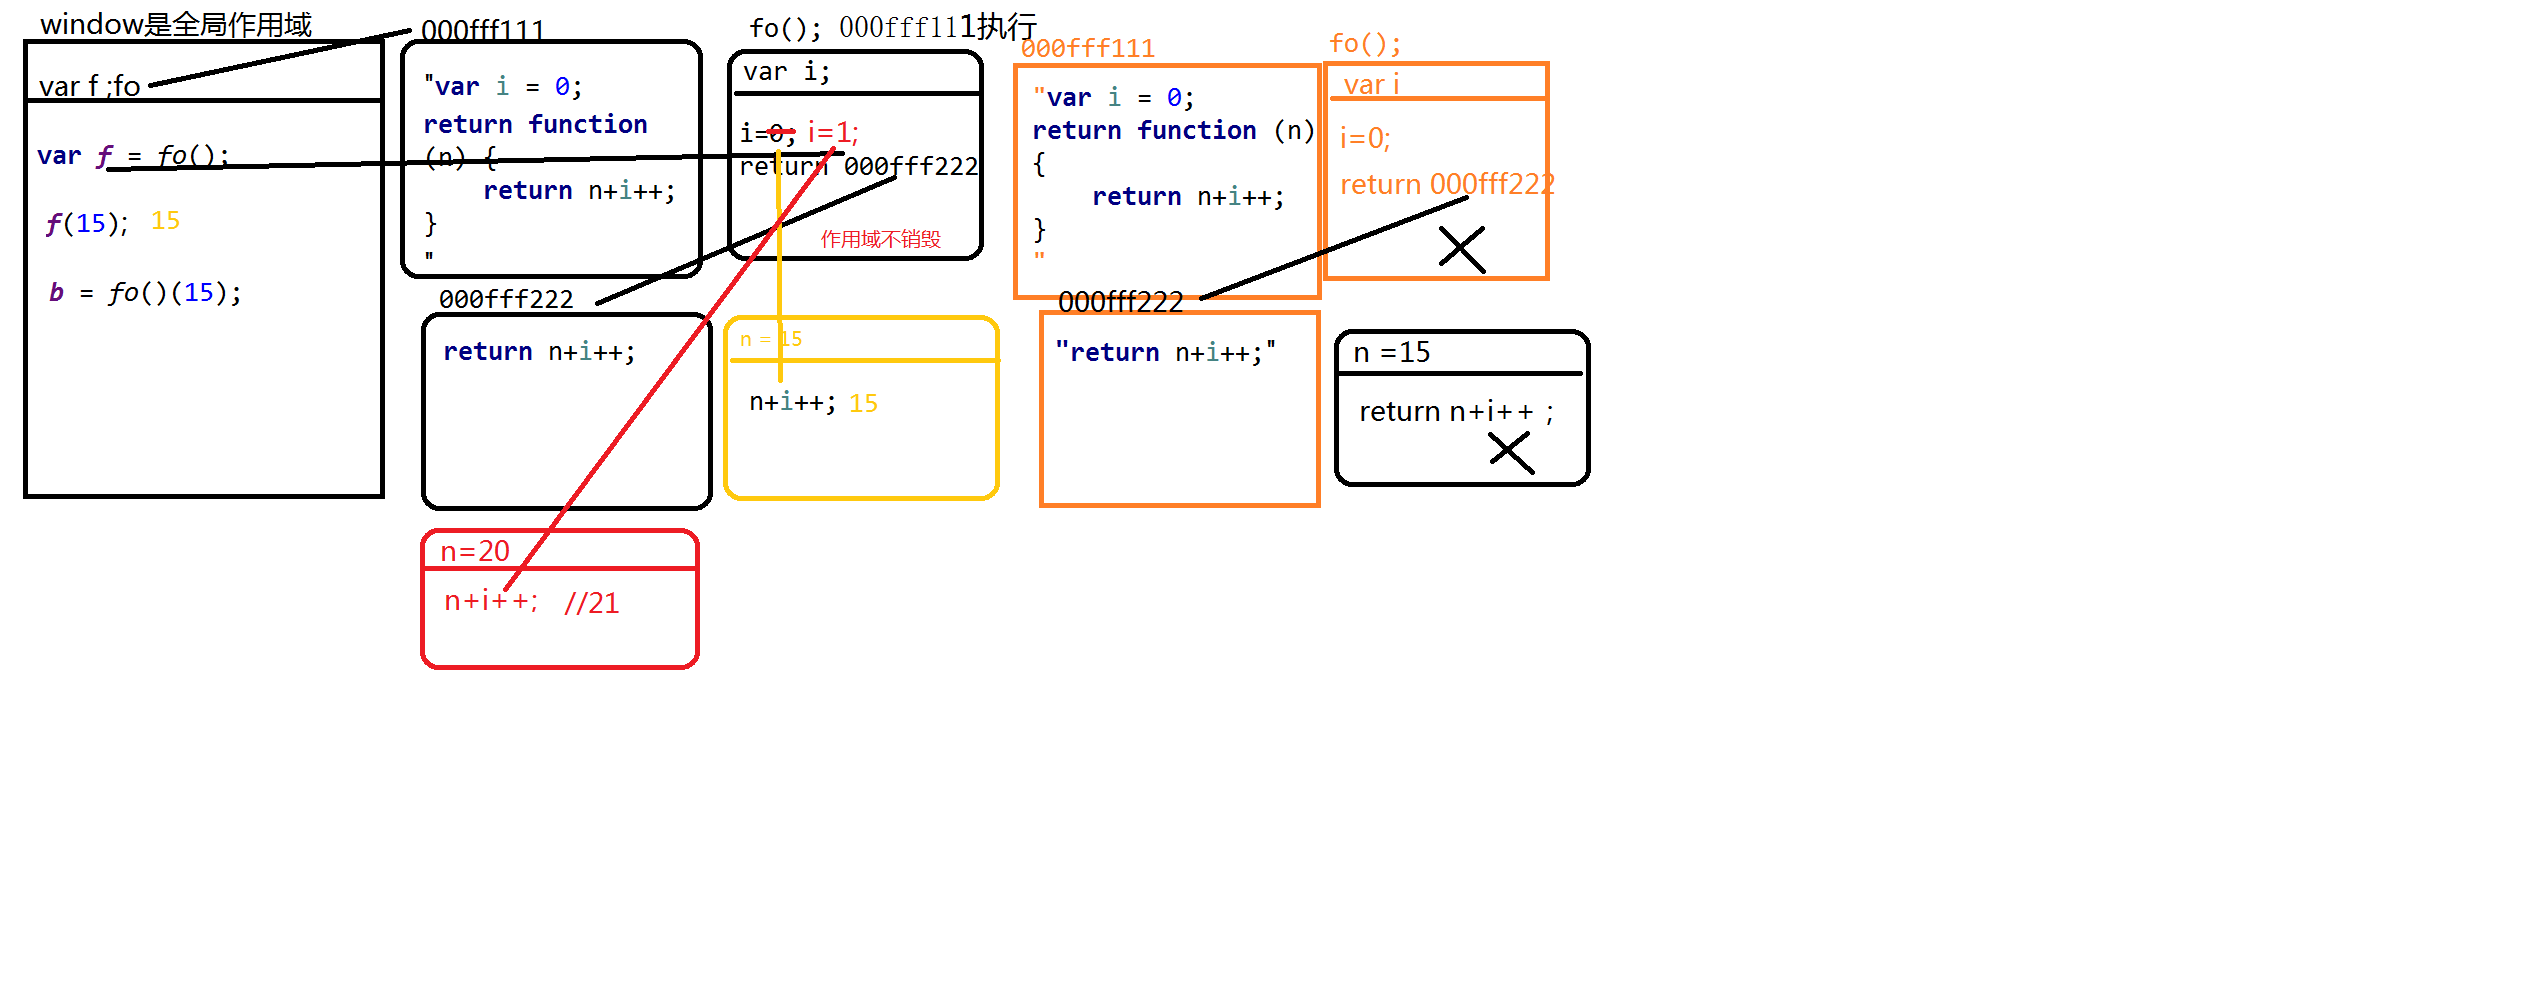 window是全局作用域
var f ;fo
var f = fo();
f(15); 15
b = fo()(15);
000fff111
"var i = 0;
return function
(n) {
return n+i++;
}
"
000fff222
return n+i++;
n=20
n+i++; //21
fo(); 000fff111执行
var i;
i=0; i=1;
return 000fff222
作用域不销毁
n = 15
n+i++; 15
000fff111
"var i = 0;
return function (n)
{
return n+i++;
}
"
000fff222
"return n+i++;"
fo();
var i
i=0;
return 000fff222
n =15
return n+i++ ;